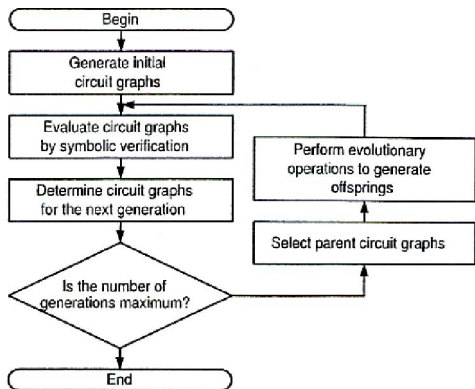 Begin
Generate initial
circuit graphs
Evaluate circuit graphs
by symbolic verification
Determine circuit graphs
for the next generation
Is the number of
generations maximum?
End
Perform evolutionary
operations to generate
offsprings
Select parent circuit graphs